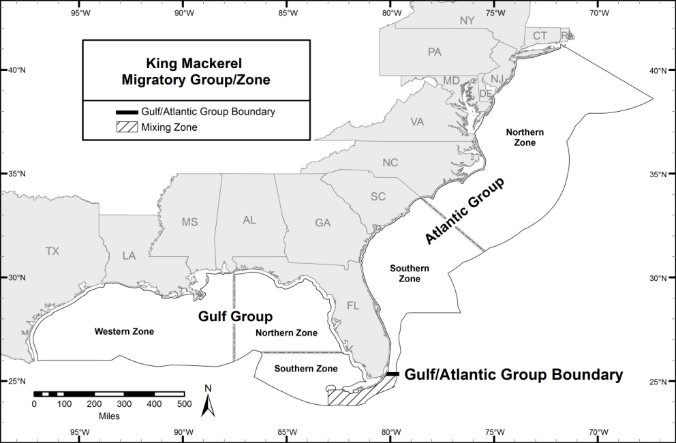 95°W 90°W 85°W 80°W 75°W 70°W
NY
CT RI
King Mackerel
Migratory Group/Zone
PA
40°N 40°N
NJ
MD
DE
Gulf/Atlantic Group Boundary
Mixing Zone
VA
Northern
Zone
NC
35°N 35°N
SC
Atlantic Group
MS AL GA
TX
LA
Southern
Zone
30°N 30°N
FL
Gulf Group
Western Zone Northern Zone
Southern Zone
Gulf/Atlantic Group Boundary
25°N 25°N
N
0 50 100 200 300 400 500
Miles
95°W 90°W 85°W 80°W 75°W 70°W